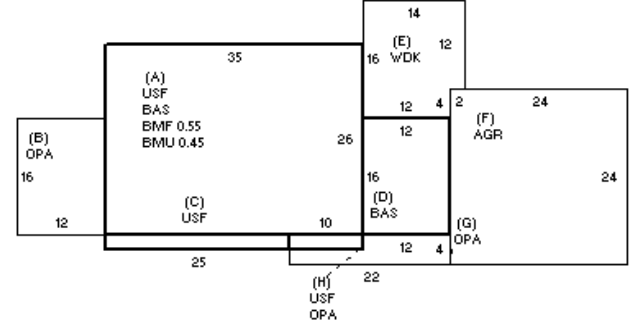 14
(E)
WDK
12
16
35
(A)
USF
BAS
BMF 0.55
BMU 0.45
12
4
2
24
(F)
AGR
12
26
(B)
OPA
16
12
16
24
(D)
BAS
(C)
USF
10
(G)
OPA
12
4
25
22
(H)
USF
OPA